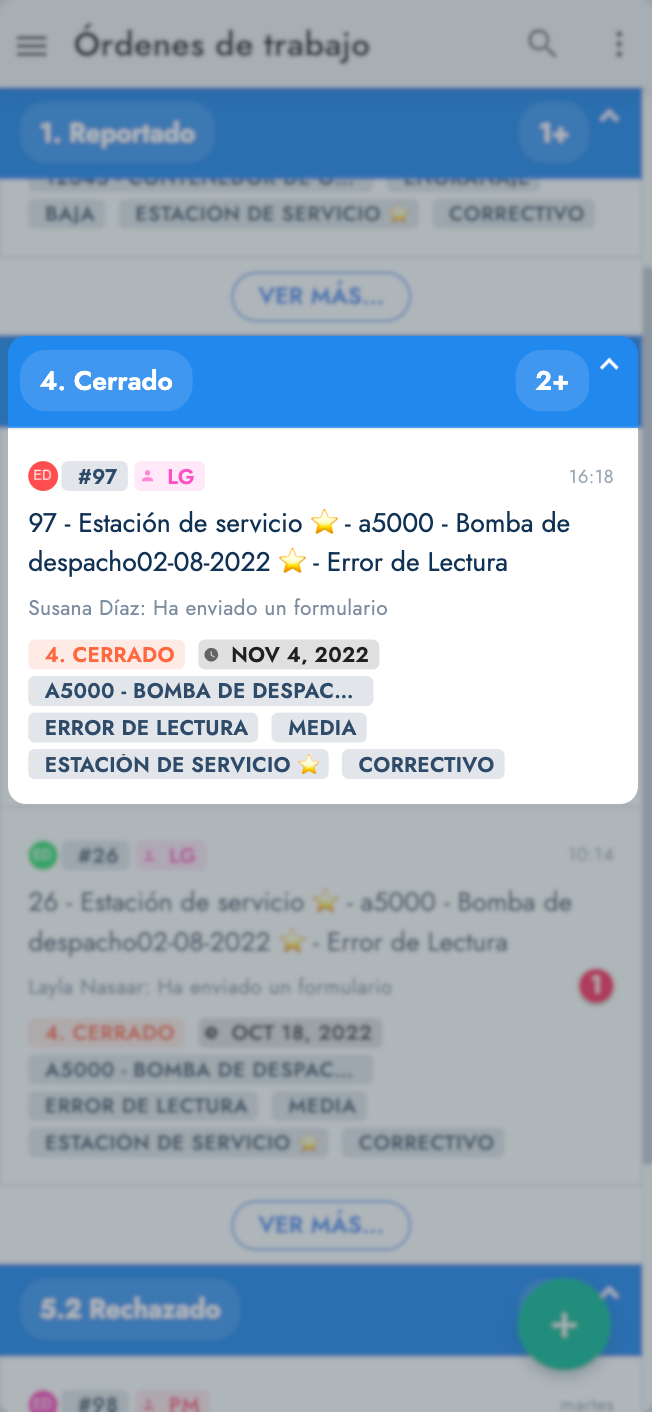 Órdenes de trabajo
1. Reportado 1+
12345 - CONTENEDOR DE O... ENGRANAJE
BAJA ESTACIÓN DE SERVICIO ⭐ CORRECTIVO
VER MÁS...
4. Cerrado 2+
ED #97 LG 16:18
97 - Estación de servicio ⭐ - a5000 - Bomba de
despacho02-08-2022 ⭐ - Error de Lectura
Susana Díaz: Ha enviado un formulario
4. CERRADO NOV 4, 2022
A5000 - BOMBA DE DESPAC...
ERROR DE LECTURA MEDIA
ESTACIÓN DE SERVICIO ⭐ CORRECTIVO
ED #26 LG 10:14
26 - Estación de servicio ⭐ - a5000 - Bomba de
despacho02-08-2022 ⭐ - Error de Lectura
Layla Nasaar: Ha enviado un formulario
1
4. CERRADO OCT 18, 2022
A5000 - BOMBA DE DESPAC...
ERROR DE LECTURA MEDIA
ESTACIÓN DE SERVICIO ⭐ CORRECTIVO
VER MÁS...
5.2 Rechazado
+
ED #98 PM martes